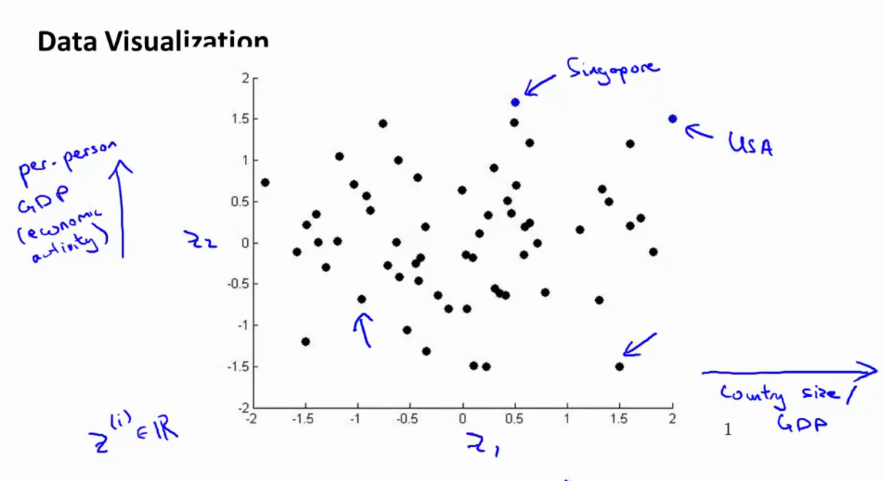 Data Visualization
Singapore
USA
per-person
GDP
(economic
activity)
z₂
2
1.5
1
0.5
0
-0.5
-1
-1.5
-2
-2 -1.5 -1 -0.5 0 0.5 1 1.5 2
z₁
z⁽ⁱ⁾ ∈ ℝ
Country size/
GDP
1